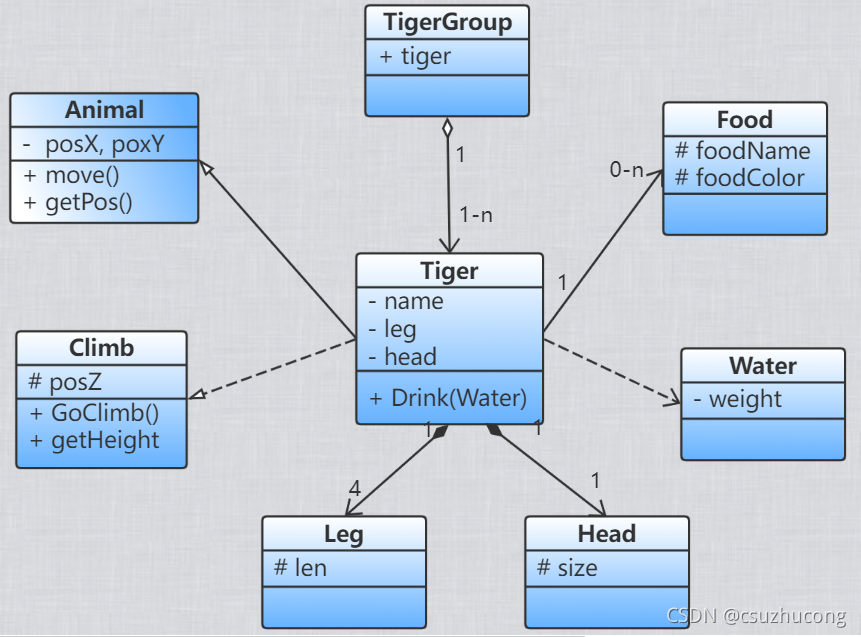 TigerGroup
+ tiger
Animal
- posX, poxY
+ move()
+ getPos()
Food
# foodName
# foodColor
1
1-n
0-n
1
Tiger
- name
- leg
- head
+ Drink(Water)
Climb
# posZ
+ GoClimb()
+ getHeight
Water
- weight
1
1
4
1
Leg
# len
Head
# size
CSDN @csuzhucong